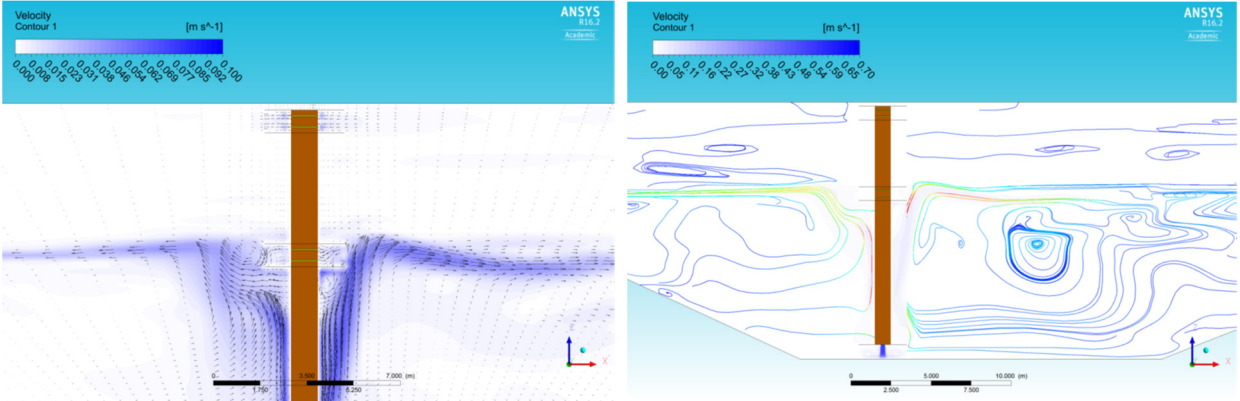 Velocity
Contour 1
[m s^-1]
0.000 0.008 0.015 0.023 0.031 0.038 0.046 0.054 0.062 0.069 0.077 0.085 0.092 0.100
ANSYS
R16.2
Academic
X
0 3.500 7.000 (m)
1.750 5.250
Velocity
Contour 1
[m s^-1]
0.00 0.05 0.11 0.16 0.22 0.27 0.32 0.38 0.43 0.48 0.54 0.59 0.65 0.70
ANSYS
R16.2
Academic
X
0 5.000 10.000 (m)
2.500 7.500